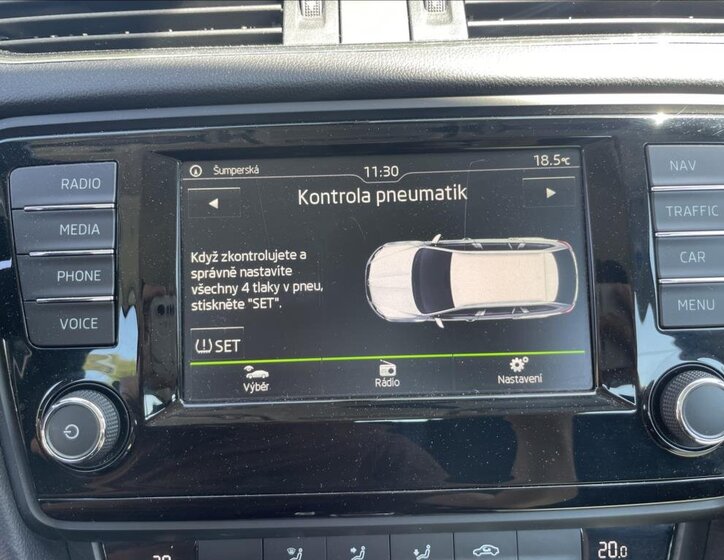 Šumperská 11:30 18.5°C
Kontrola pneumatik
Když zkontrolujete a
správně nastavíte
všechny 4 tlaky v pneu,
stiskněte "SET".
SET
Výběr Rádio Nastavení
RADIO
MEDIA
PHONE
VOICE
NAV
TRAFFIC
CAR
MENU
20.0